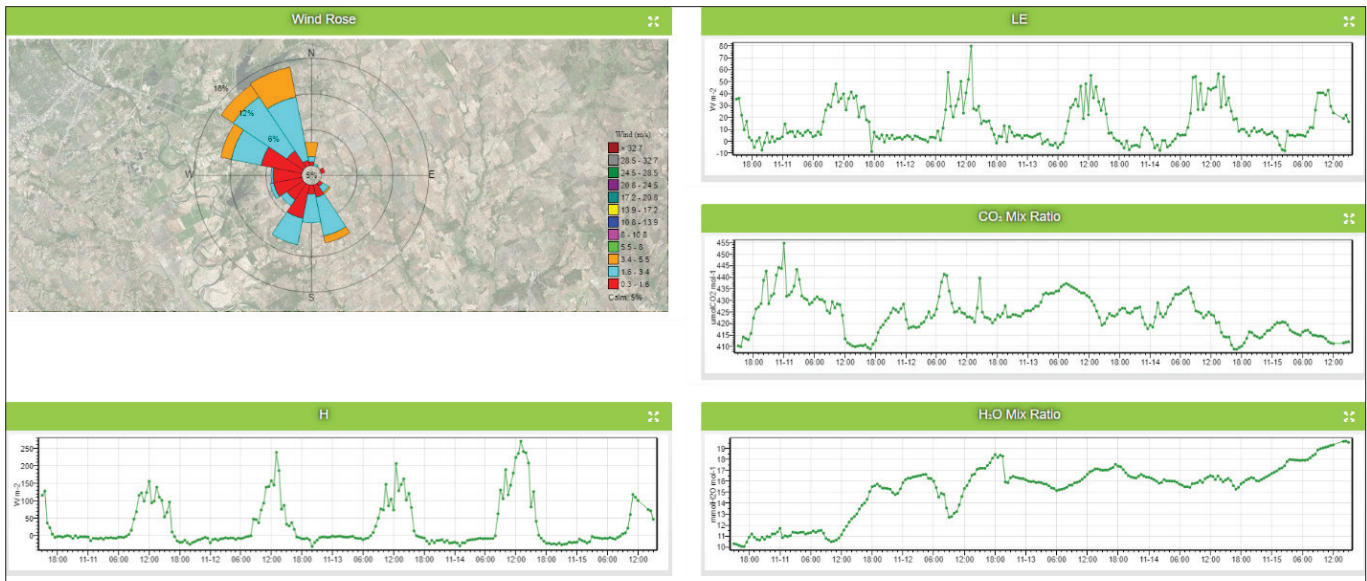 Wind Rose
N
18%
12%
6%
5%
W
E
S
Wind (m/s)
> 32.7
28.5 - 32.7
24.5 - 28.5
20.8 - 24.5
17.2 - 20.8
13.9 - 17.2
10.8 - 13.9
8 - 10.8
5.5 - 8
3.4 - 5.5
1.6 - 3.4
0.3 - 1.6
Calm: 5%
LE
W m-2
80
70
60
50
40
30
20
10
0
-10
18:00 11-11 06:00 12:00 18:00 11-12 06:00 12:00 18:00 11-13 06:00 12:00 18:00 11-14 06:00 12:00 18:00 11-15 06:00 12:00
CO₂ Mix Ratio
umolCO2 mol-1
455
450
445
440
435
430
425
420
415
410
18:00 11-11 06:00 12:00 18:00 11-12 06:00 12:00 18:00 11-13 06:00 12:00 18:00 11-14 06:00 12:00 18:00 11-15 06:00 12:00
H
W m-2
250
200
150
100
50
0
18:00 11-11 06:00 12:00 18:00 11-12 06:00 12:00 18:00 11-13 06:00 12:00 18:00 11-14 06:00 12:00 18:00 11-15 06:00 12:00
H₂O Mix Ratio
mmolH2O mol-1
19
18
17
16
15
14
13
12
11
10
18:00 11-11 06:00 12:00 18:00 11-12 06:00 12:00 18:00 11-13 06:00 12:00 18:00 11-14 06:00 12:00 18:00 11-15 06:00 12:00